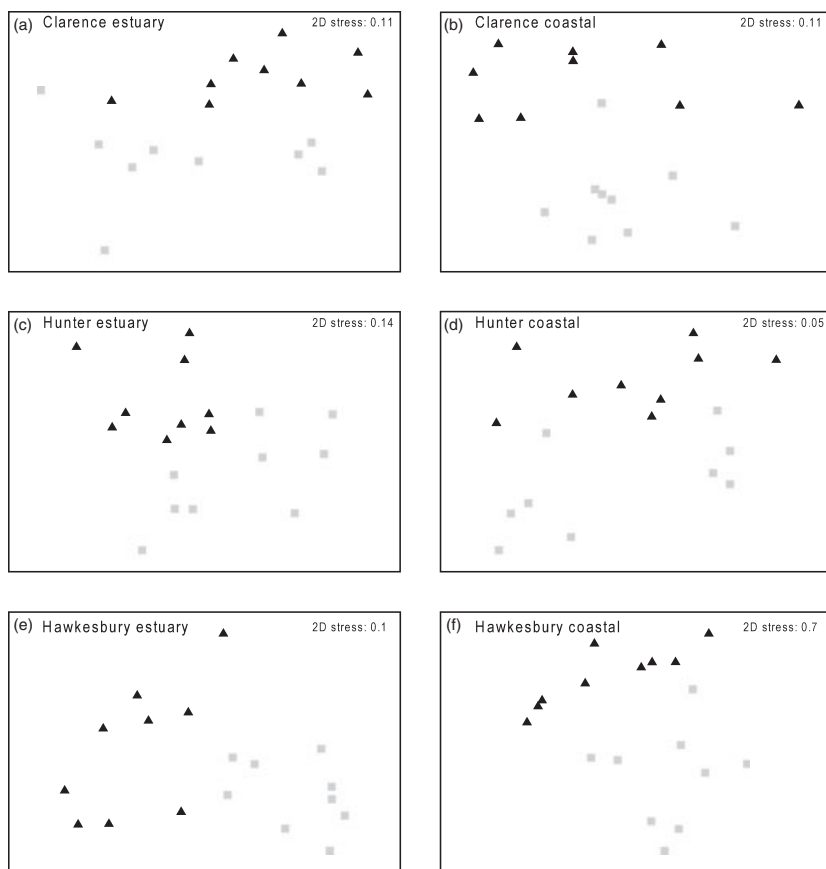 (a) Clarence estuary 2D stress: 0.11
(b) Clarence coastal 2D stress: 0.11
(c) Hunter estuary 2D stress: 0.14
(d) Hunter coastal 2D stress: 0.05
(e) Hawkesbury estuary 2D stress: 0.1
(f) Hawkesbury coastal 2D stress: 0.7